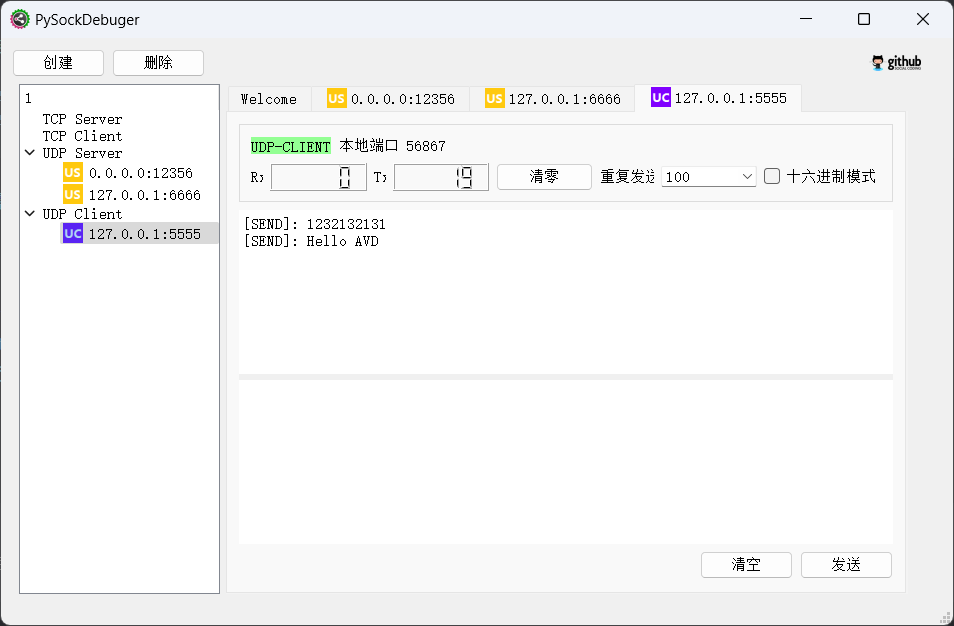 PySockDebuger
创建 删除
github
SOCIAL CODING
1
TCP Server
TCP Client
UDP Server
US 0.0.0.0:12356
US 127.0.0.1:6666
UDP Client
UC 127.0.0.1:5555
Welcome US 0.0.0.0:12356 US 127.0.0.1:6666 UC 127.0.0.1:5555
UDP-CLIENT 本地端口 56867
R: 0 T: 19 清零 重复发送 100 十六进制模式
[SEND]: 1232132131
[SEND]: Hello AVD
清空 发送